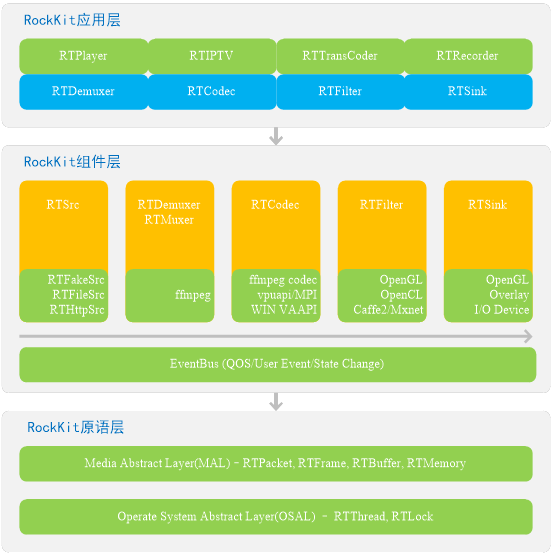 RockKit应用层
RTPlayer
RTIPTV
RTTransCoder
RTRecorder
RTDemuxer
RTCodec
RTFilter
RTSink
RockKit组件层
RTSrc
RTFakeSrc
RTFileSrc
RTHttpSrc
RTDemuxer
RTMuxer
ffmpeg
RTCodec
ffmpeg codec
vpuapi/MPI
WIN VAAPI
RTFilter
OpenGL
OpenCL
Caffe2/Mxnet
RTSink
OpenGL
Overlay
I/O Device
EventBus (QOS/User Event/State Change)
RockKit原语层
Media Abstract Layer(MAL) - RTPacket, RTFrame, RTBuffer, RTMemory
Operate System Abstract Layer(OSAL) - RTThread, RTLock